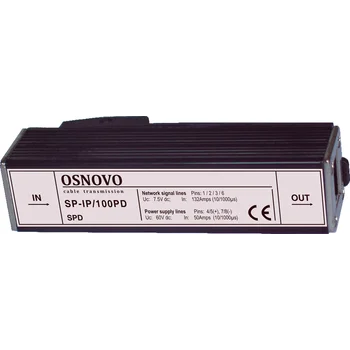 IN
OSNOVO
cable transmission
SP-IP/100PD
SPD
Network signal lines Pins: 1 / 2 / 3 / 6
Uc: 7.5V dc. In: 132Amps (10/1000µs)
Power supply lines Pins: 4/5(+), 7/8(-)
Uc: 60V dc. In: 50Amps (10/1000µs)
OUT